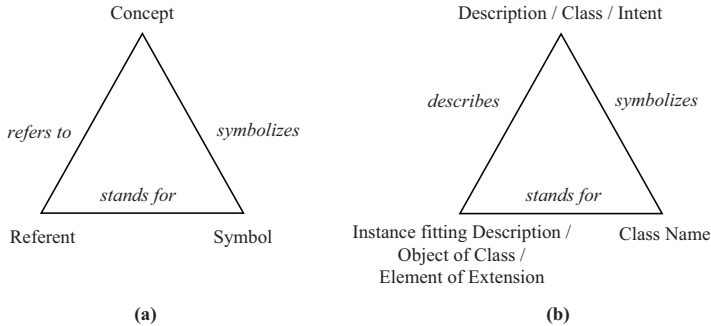 Concept
refers to
symbolizes
stands for
Referent
Symbol
(a)
Description / Class / Intent
describes
symbolizes
stands for
Instance fitting Description /
Object of Class /
Element of Extension
Class Name
(b)